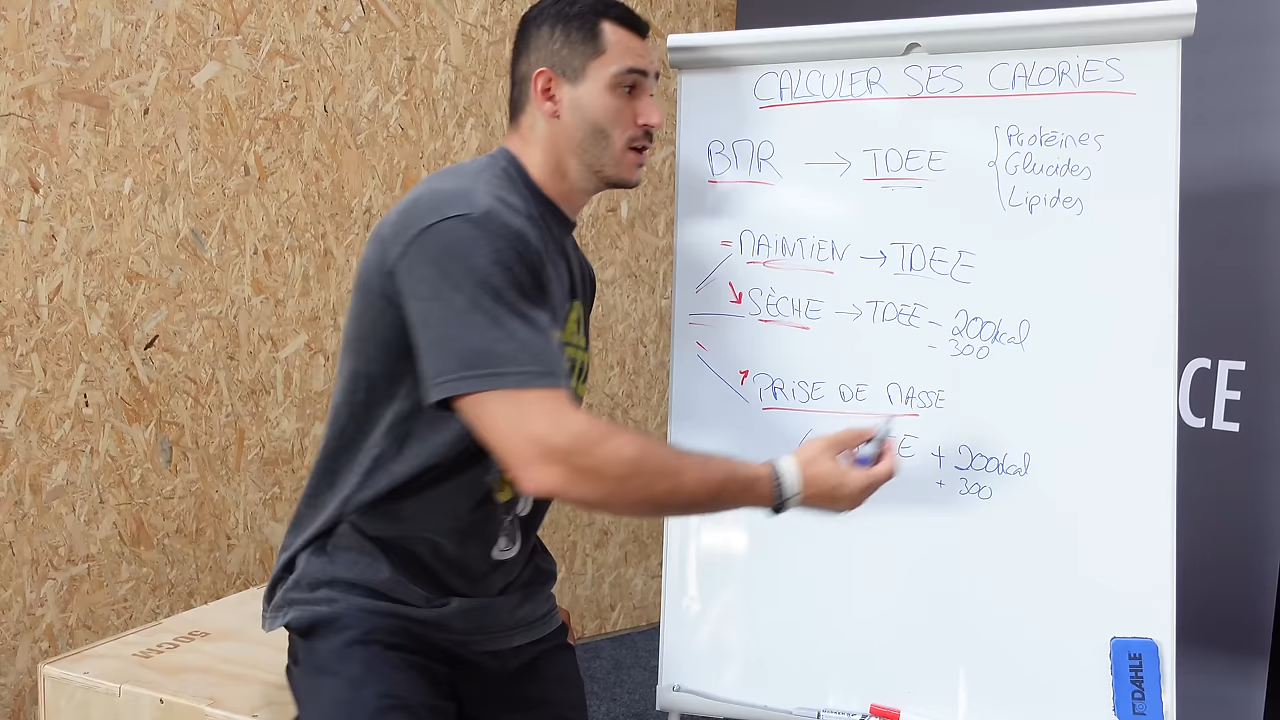 CALCULER SES CALORIES
BMR → TDEE
Protéines
Glucides
Lipides
= MAINTIEN → TDEE
SÈCHE → TDEE - 200kcal
- 300
PRISE DE MASSE
+ 200kcal
+ 300
CE
50CM
DAHLE